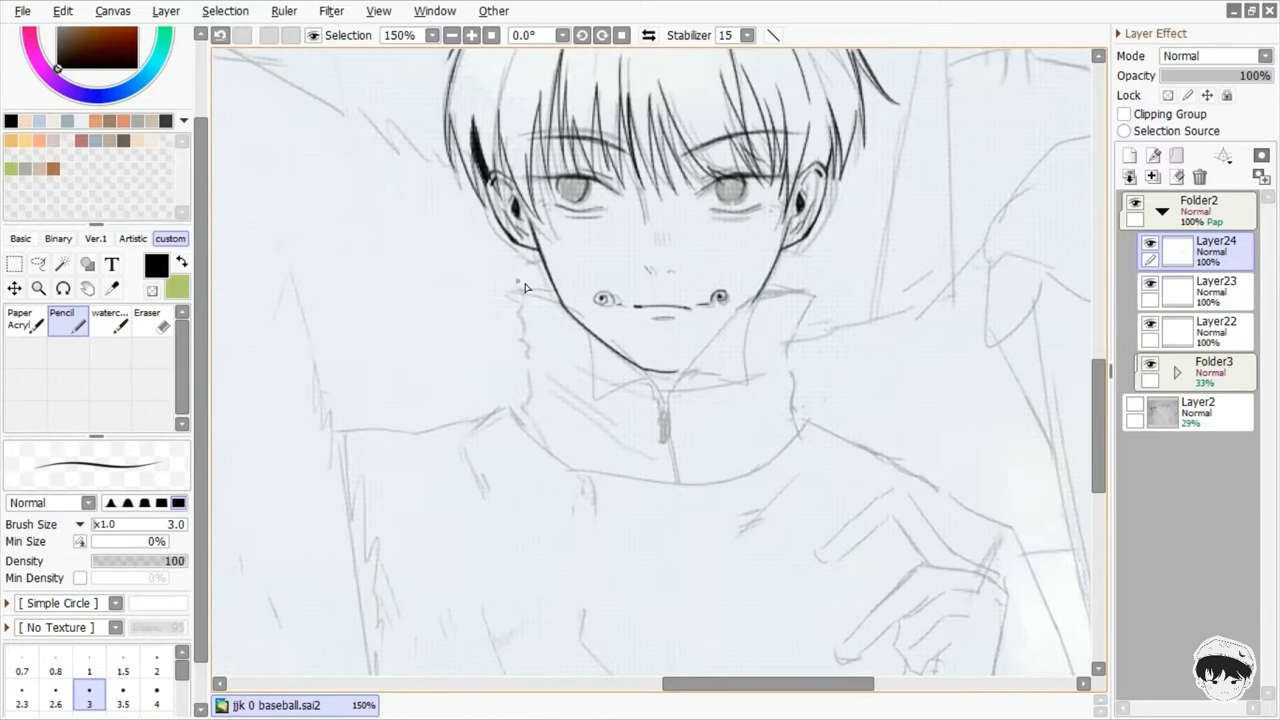 File Edit Canvas Layer Selection Ruler Filter View Window Other
Selection 150% 0.0° Stabilizer 15
Layer Effect
Mode Normal
Opacity 100%
Lock
Clipping Group
Selection Source
Basic Binary Ver.1 Artistic custom
Paper Acryl Pencil waterc... Eraser
Normal
Brush Size x1.0 3.0
Min Size 0%
Density 100
Min Density 0%
[ Simple Circle ]
[ No Texture ]
0.7 0.8 1 1.5 2
2.3 2.6 3 3.5 4
Folder2
Normal
100% Pap
Layer24
Normal
100%
Layer23
Normal
100%
Layer22
Normal
100%
Folder3
Normal
33%
Layer2
Normal
29%
jjk 0 baseball.sai2 150%